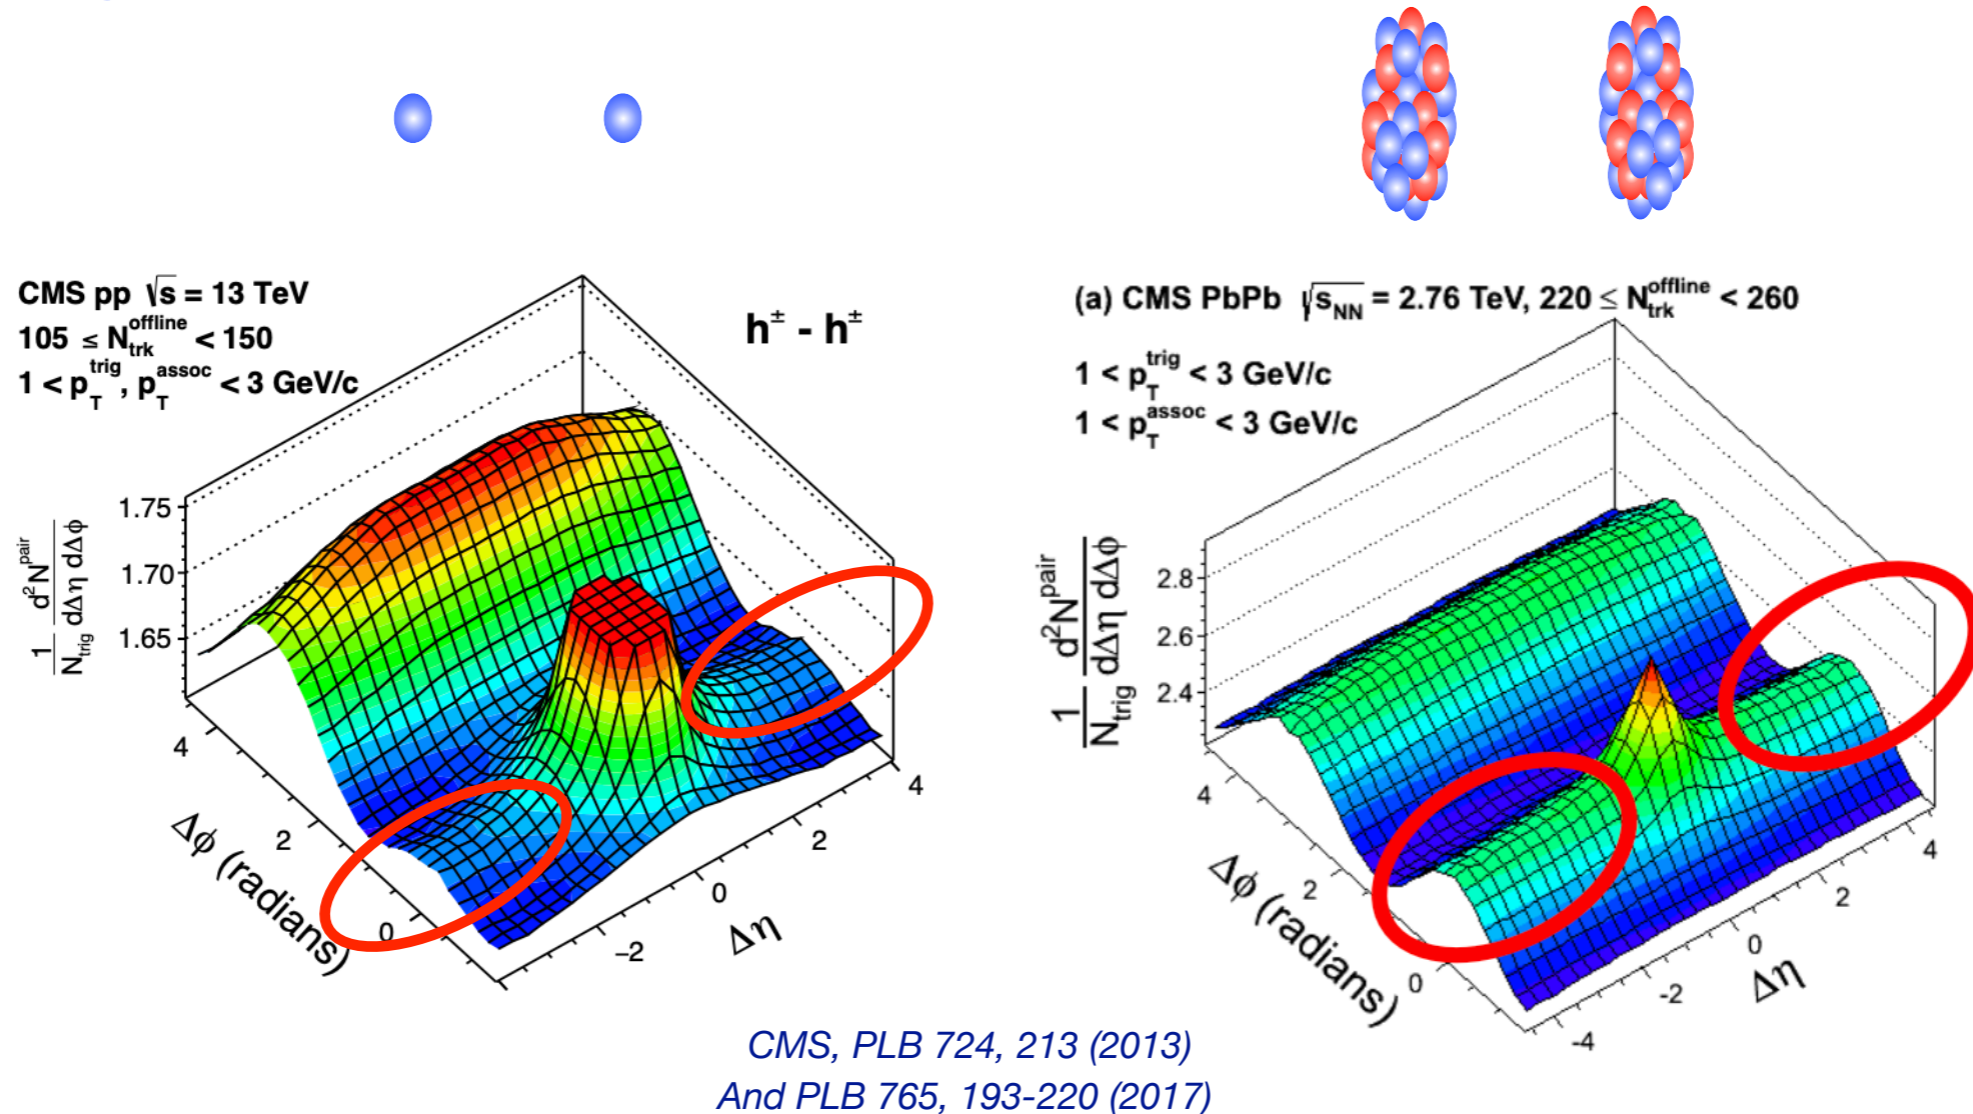 CMS pp √s = 13 TeV
105 ≤ N_trk^offline < 150
1 < p_T^trig, p_T^assoc < 3 GeV/c
h± - h±
1.75
1.70
1.65
1/N_trig d²N^pair/dΔη dΔφ
4
2
0
Δφ (radians)
−2
0
2
4
Δη
(a) CMS PbPb √s_NN = 2.76 TeV, 220 ≤ N_trk^offline < 260
1 < p_T^trig < 3 GeV/c
1 < p_T^assoc < 3 GeV/c
2.8
2.6
2.4
1/N_trig d²N^pair/dΔη dΔφ
4
2
0
Δφ (radians)
-4
-2
0
2
4
Δη
CMS, PLB 724, 213 (2013)
And PLB 765, 193-220 (2017)